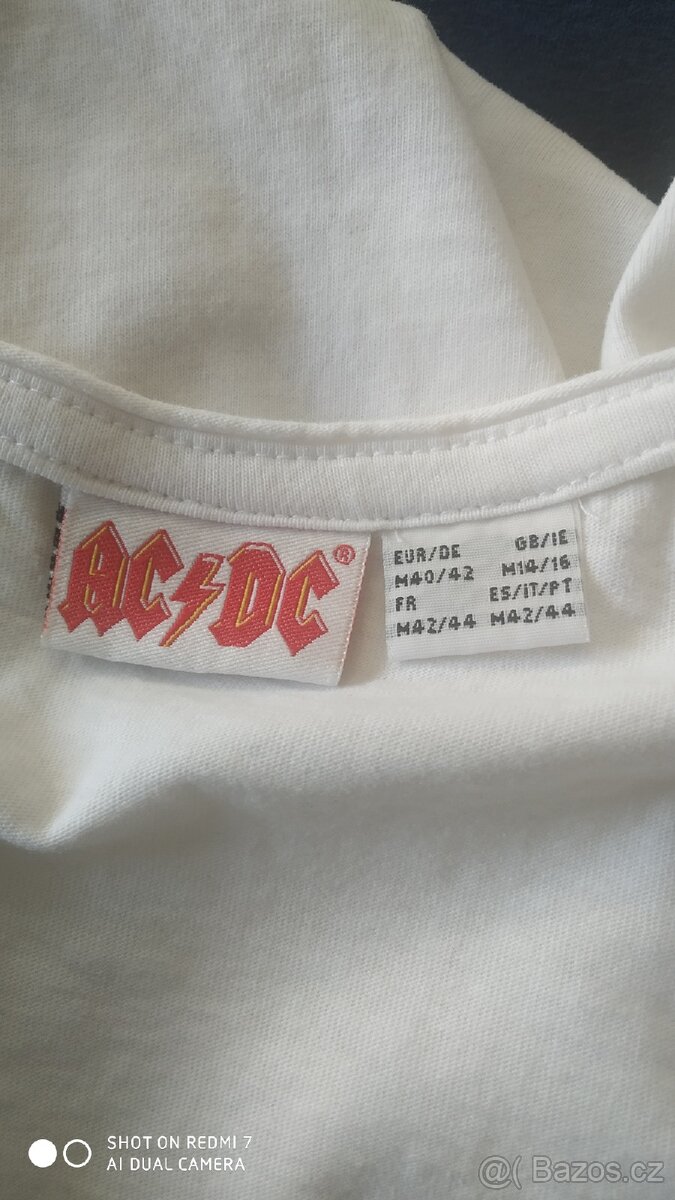 AC⚡DC®
EUR/DE GB/IE
M40/42 M14/16
FR ES/IT/PT
M42/44 M42/44
SHOT ON REDMI 7
AI DUAL CAMERA
@( Bazos.cz